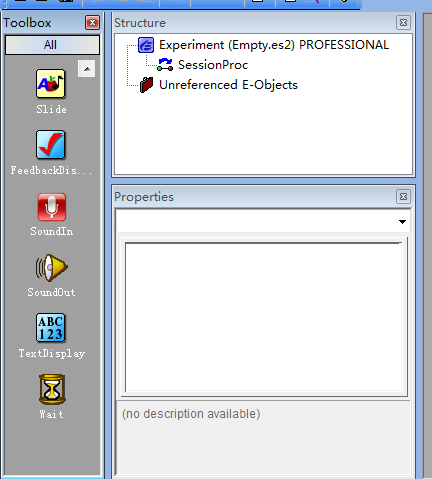 Toolbox
All
Slide
FeedbackDis...
SoundIn
SoundOut
ABC
123
TextDisplay
Wait
Structure
Experiment (Empty.es2) PROFESSIONAL
SessionProc
Unreferenced E-Objects
Properties
(no description available)